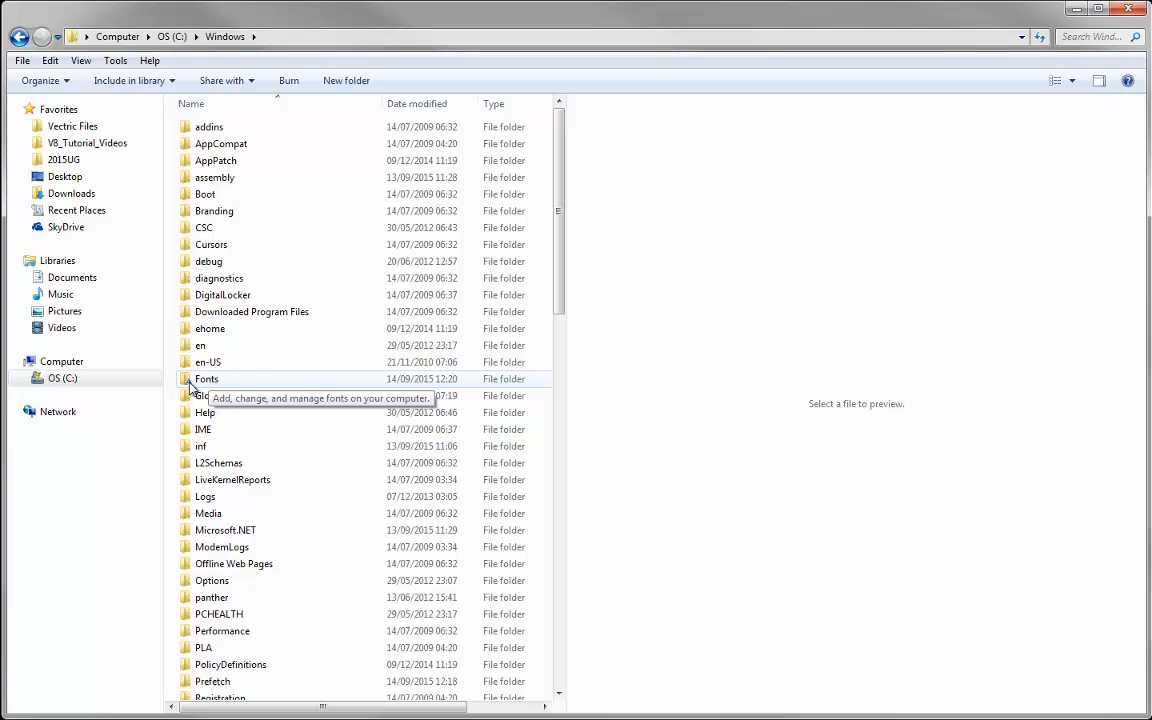 Computer OS (C:) Windows Search Wind...
File Edit View Tools Help
Organize Include in library Share with Burn New folder
Favorites
Vectric Files
V8_Tutorial_Videos
2015UG
Desktop
Downloads
Recent Places
SkyDrive
Libraries
Documents
Music
Pictures
Videos
Computer
OS (C:)
Network
Name Date modified Type
addins 14/07/2009 06:32 File folder
AppCompat 14/07/2009 04:20 File folder
AppPatch 09/12/2014 11:19 File folder
assembly 13/09/2015 11:28 File folder
Boot 14/07/2009 06:32 File folder
Branding 14/07/2009 06:32 File folder
CSC 30/05/2012 06:43 File folder
Cursors 14/07/2009 06:32 File folder
debug 20/06/2012 12:57 File folder
diagnostics 14/07/2009 06:32 File folder
DigitalLocker 14/07/2009 06:37 File folder
Downloaded Program Files 14/07/2009 06:32 File folder
ehome 09/12/2014 11:19 File folder
en 29/05/2012 23:17 File folder
en-US 21/11/2010 07:06 File folder
Fonts 14/09/2015 12:20 File folder
Glo 07:19 File folder
Add, change, and manage fonts on your computer.
Help 30/05/2012 06:46 File folder
IME 14/07/2009 06:37 File folder
inf 13/09/2015 11:06 File folder
L2Schemas 14/07/2009 06:32 File folder
LiveKernelReports 14/07/2009 03:34 File folder
Logs 07/12/2013 03:05 File folder
Media 14/07/2009 06:32 File folder
Microsoft.NET 13/09/2015 11:29 File folder
ModemLogs 14/07/2009 03:34 File folder
Offline Web Pages 14/07/2009 06:32 File folder
Options 29/05/2012 23:07 File folder
panther 13/06/2012 15:41 File folder
PCHEALTH 29/05/2012 23:17 File folder
Performance 14/07/2009 06:32 File folder
PLA 14/07/2009 04:20 File folder
PolicyDefinitions 09/12/2014 11:19 File folder
Prefetch 14/09/2015 12:18 File folder
Registration 14/07/2009 04:20 File folder
Select a file to preview.